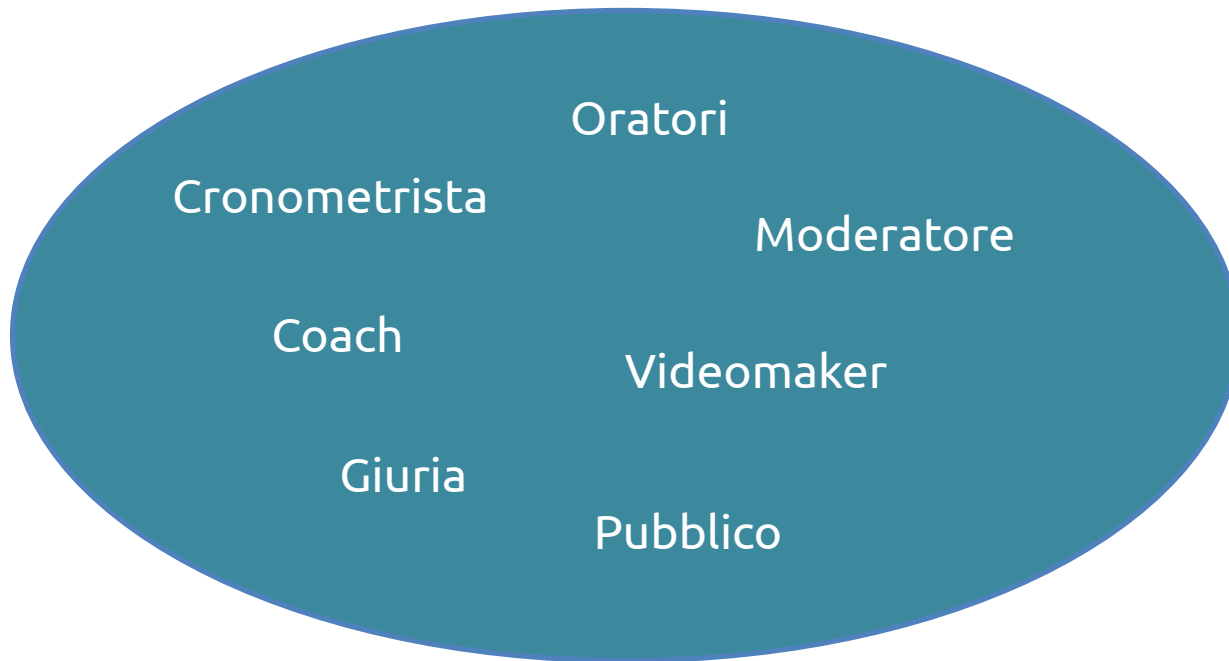 Oratori
Cronometrista
Moderatore
Coach
Videomaker
Giuria
Pubblico